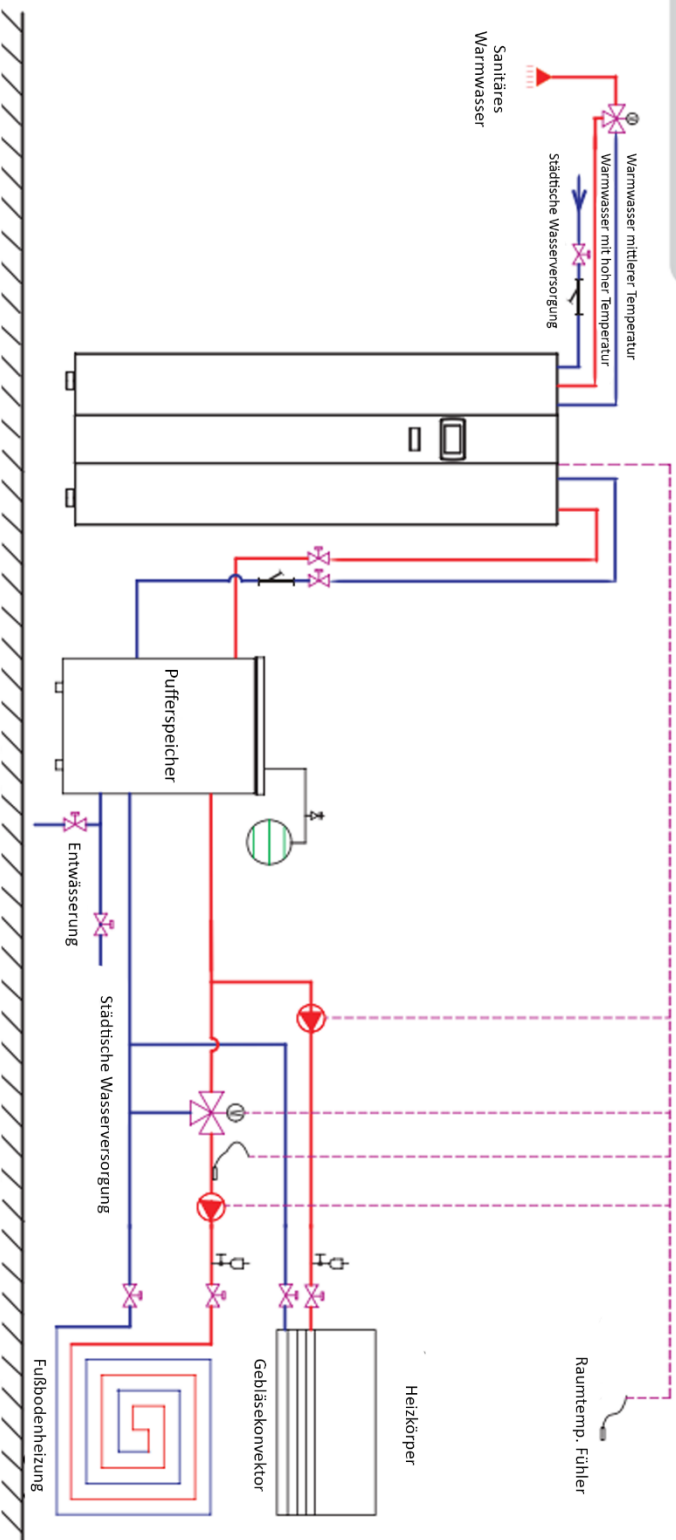 Sanitäres
Warmwasser
Warmwasser mittlerer Temperatur
Warmwasser mit hoher Temperatur
Städtische Wasserversorgung
Pufferspeicher
Entwässerung
Städtische Wasserversorgung
Raumtemp. Fühler
Heizkörper
Gebläsekonvektor
Fußbodenheizung